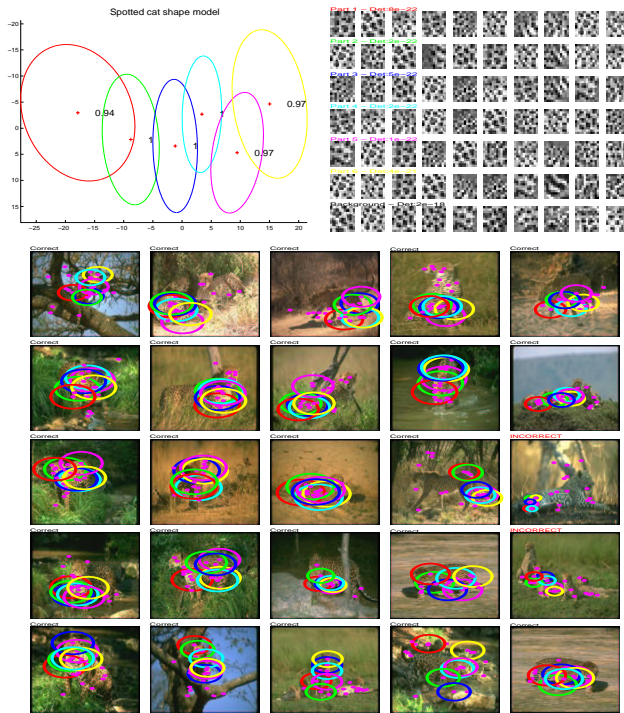 Spotted cat shape model
-20
-15
-10
-5
0
5
10
15
-25 -20 -15 -10 -5 0 5 10 15 20
0.94
1
1
1
0.97
0.97
Part 1 - Det:8e-22
Part 2 - Det:2e-22
Part 3 - Det:5e-22
Part 4 - Det:2e-22
Part 5 - Det:1e-22
Background - Det:2e-19
Correct Correct Correct Correct Correct
Correct Correct Correct Correct Correct
Correct Correct Correct Correct INCORRECT
Correct Correct Correct Correct INCORRECT
Correct Correct Correct Correct Correct